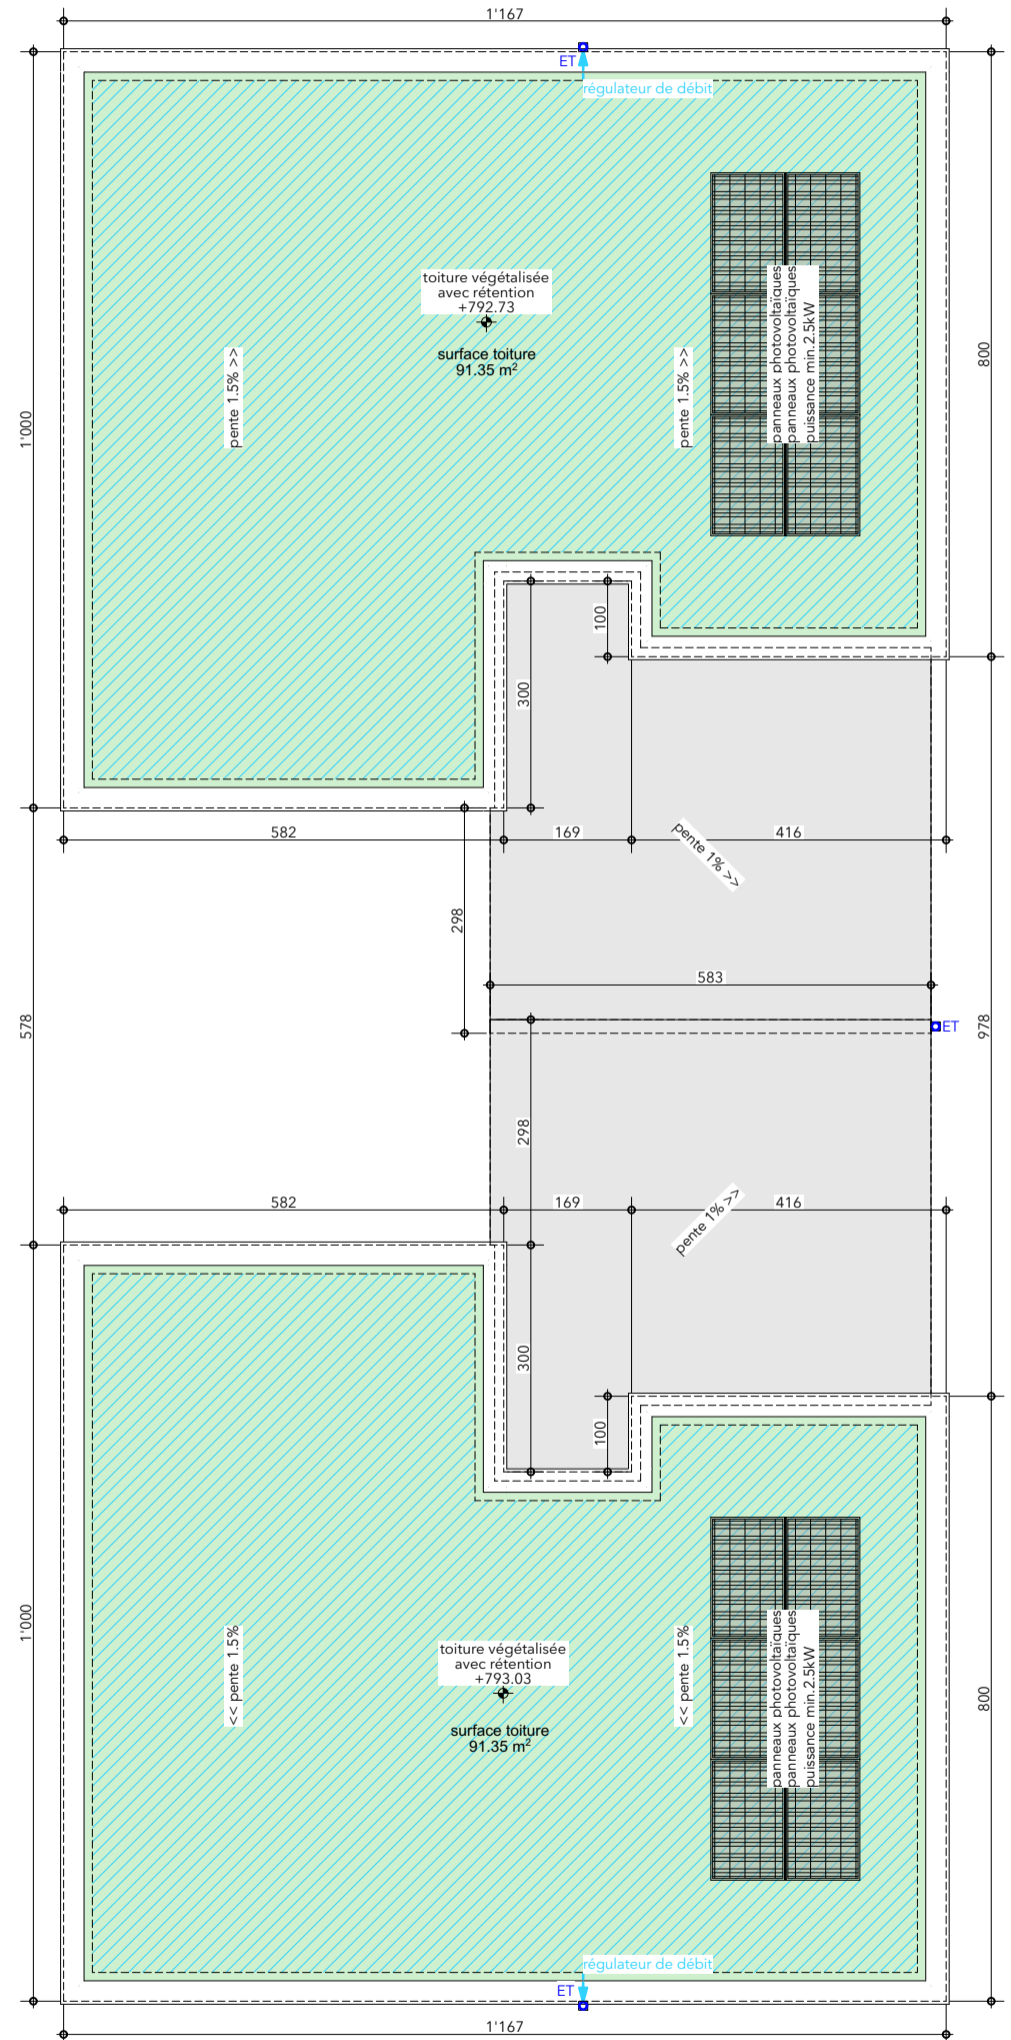 1'167
ET
régulateur de débit
toiture végétalisée
avec rétention
+792.73
surface toiture
91.35 m²
pente 1.5% >>
pente 1.5% >>
panneaux photovoltaïques
panneaux photovoltaïques
puissance min.2.5kW
1'000
800
100
300
582
169
416
pente 1% >>
298
583
578
ET
978
298
582
169
416
pente 1% >>
300
100
1'000
800
<< pente 1.5%
<< pente 1.5%
toiture végétalisée
avec rétention
+793.03
surface toiture
91.35 m²
panneaux photovoltaïques
panneaux photovoltaïques
puissance min.2.5kW
régulateur de débit
ET
1'167